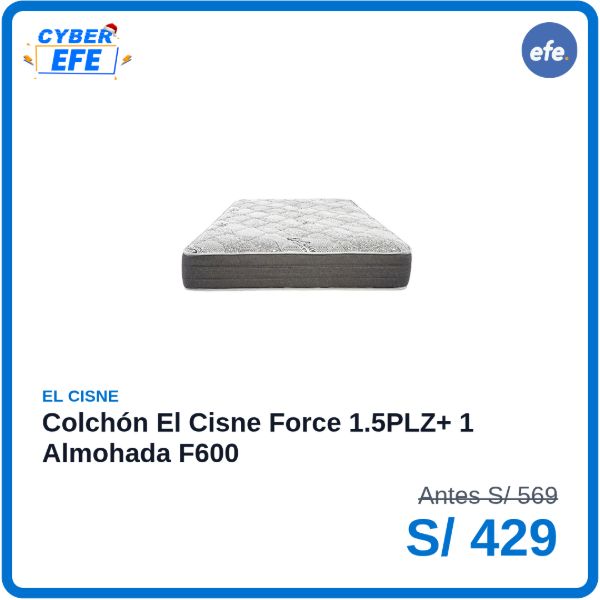 CYBER
EFE
efe.
EL CISNE
Colchón El Cisne Force 1.5PLZ+ 1
Almohada F600
Antes S/ 569
S/ 429